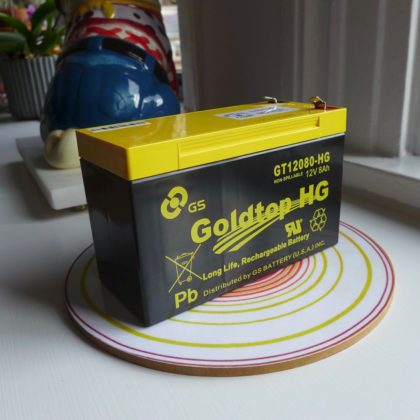 GT12080-HG
NON-SPILLABLE 12V 8Ah
GS
Goldtop HG
Long Life, Rechargeable Battery
Pb
Distributed by GS BATTERY (U.S.A.) INC.